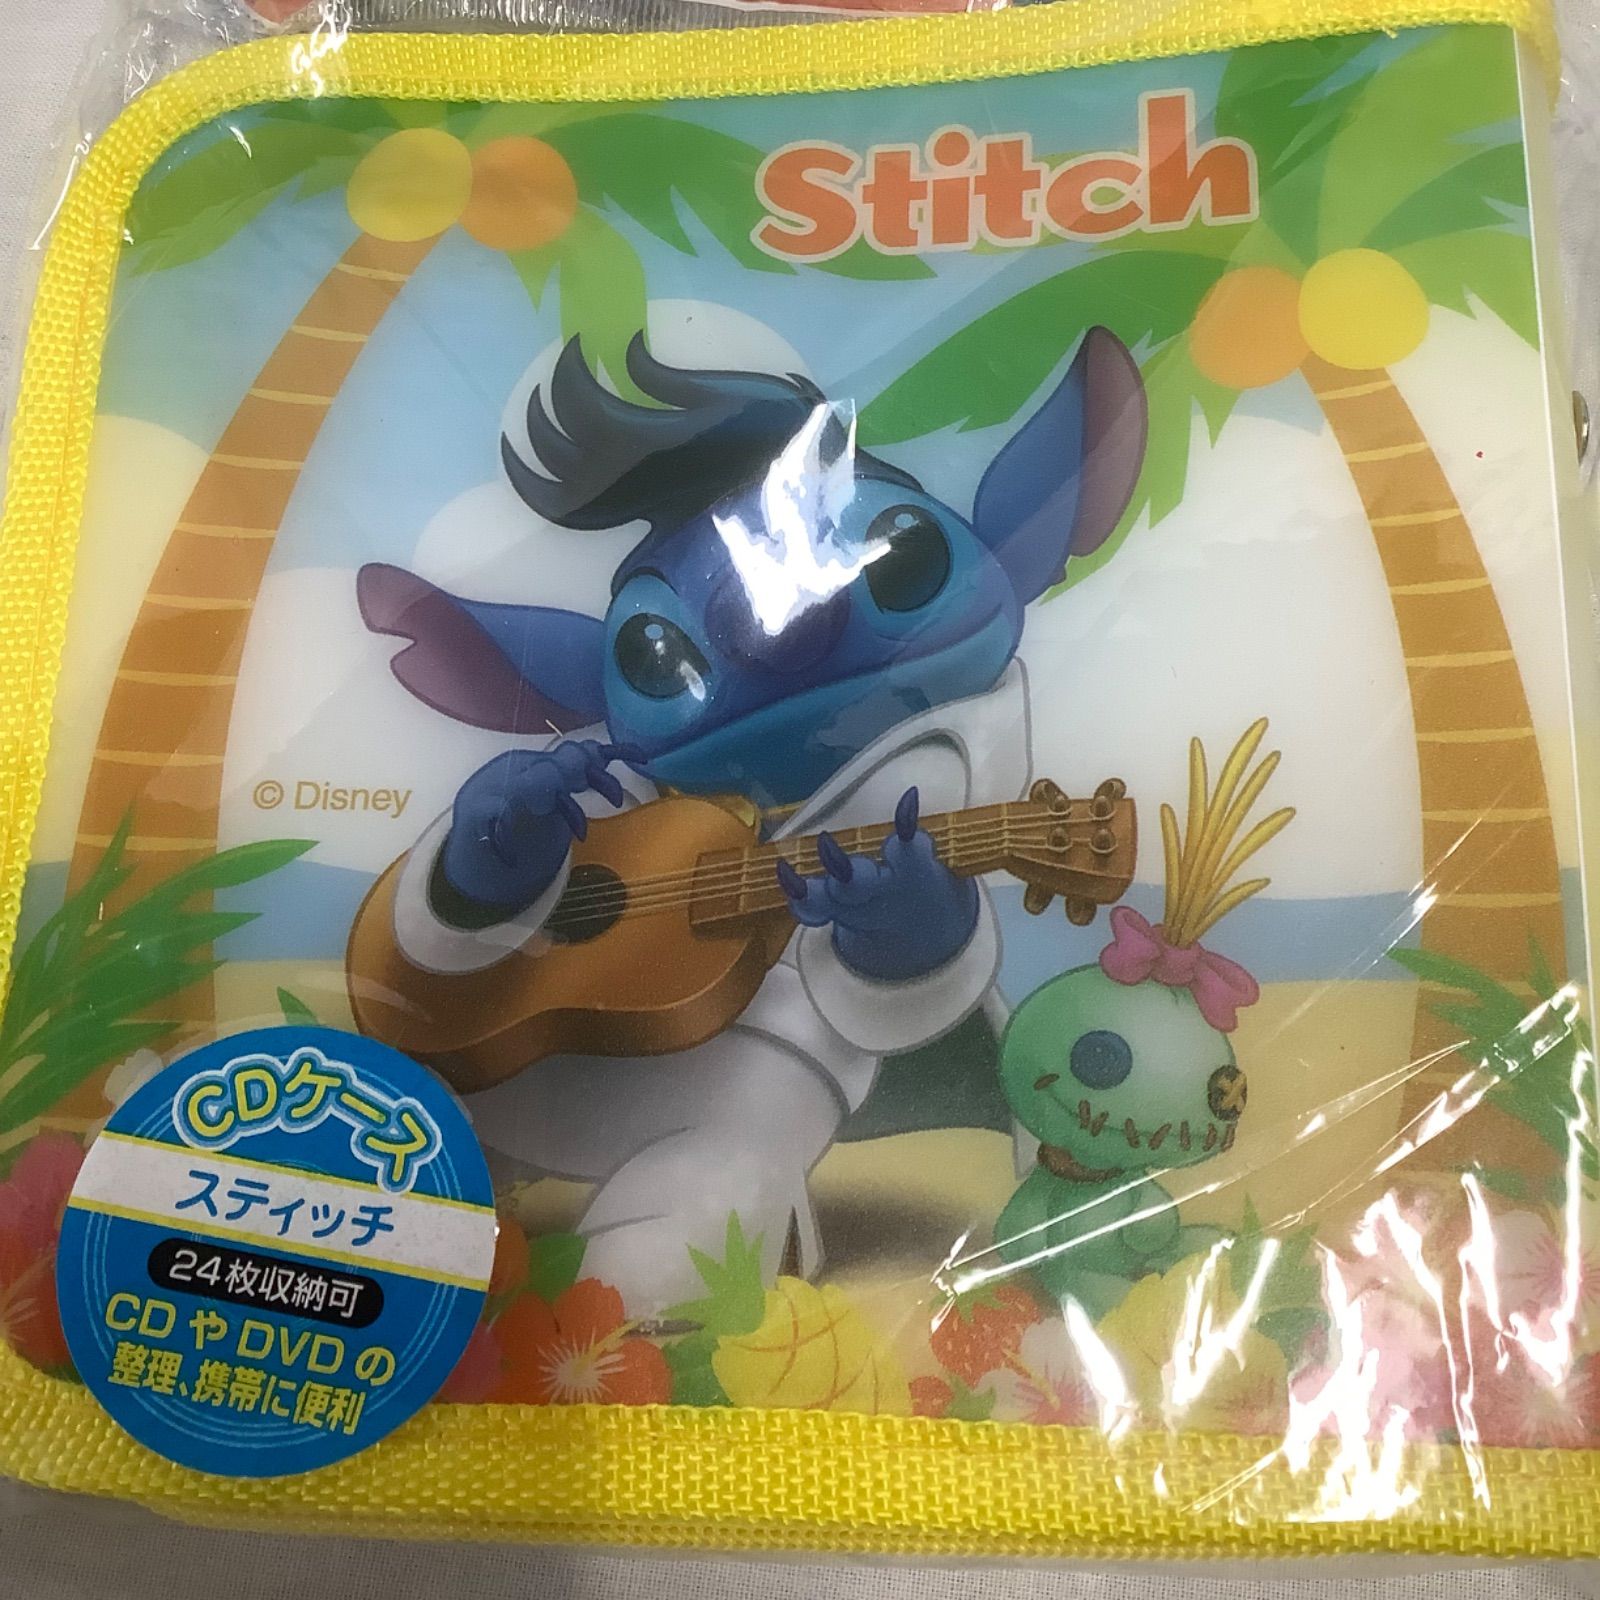 Stitch
© Disney
CDケース
スティッチ
24枚収納可
CDやDVDの
整理、携帯に便利